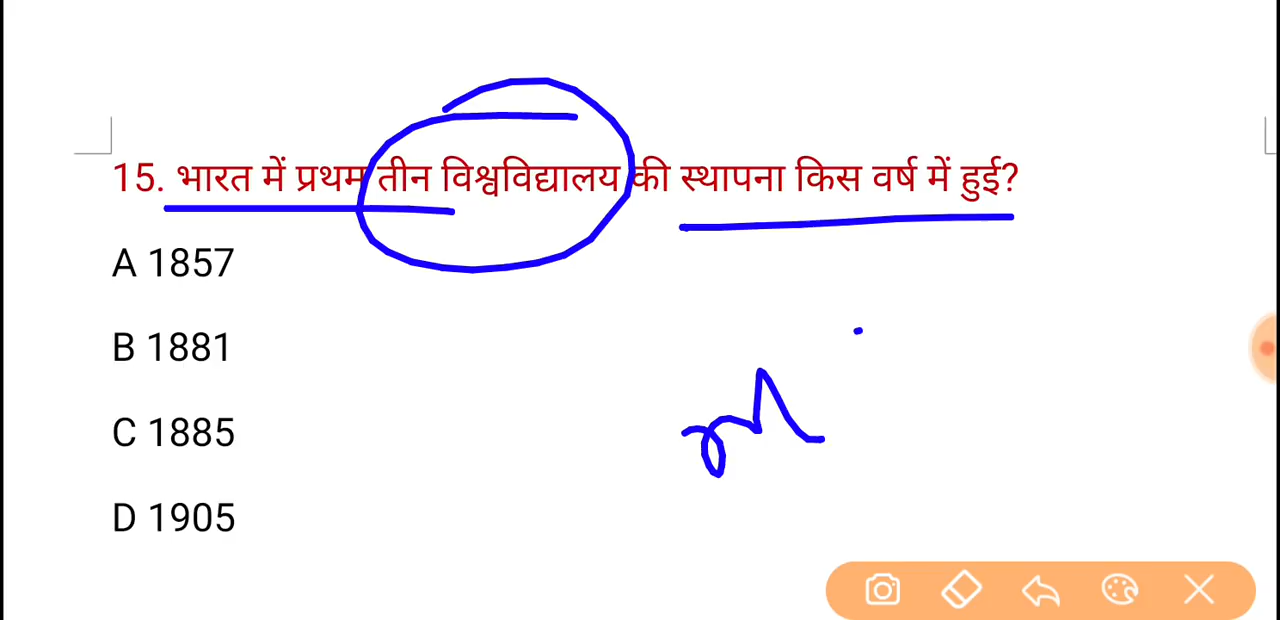 15. भारत में प्रथम तीन विश्वविद्यालय की स्थापना किस वर्ष में हुई?
A 1857
B 1881
C 1885
D 1905